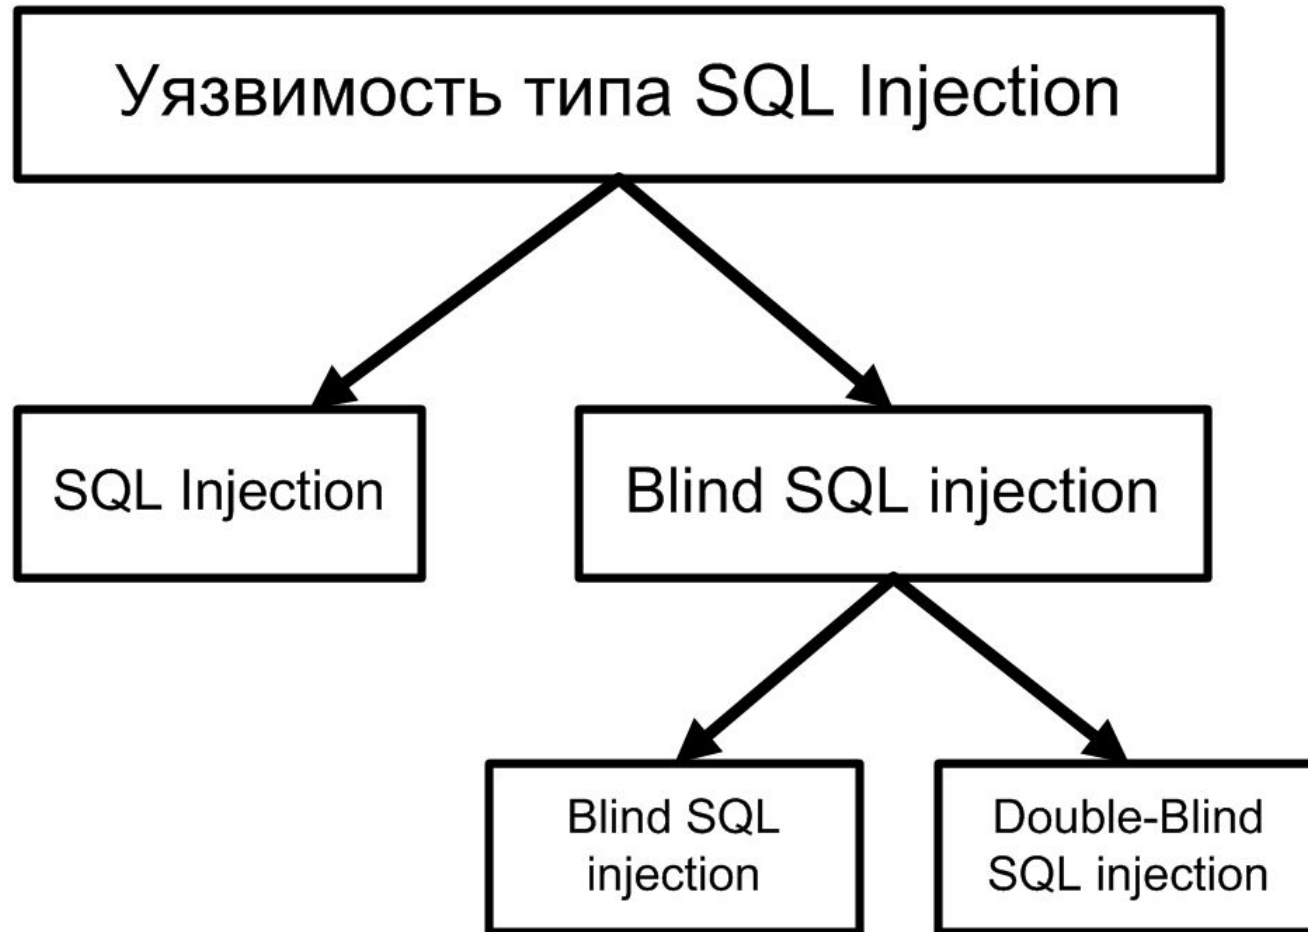 Уязвимость типа SQL Injection
SQL Injection
Blind SQL injection
Blind SQL
injection
Double-Blind
SQL injection